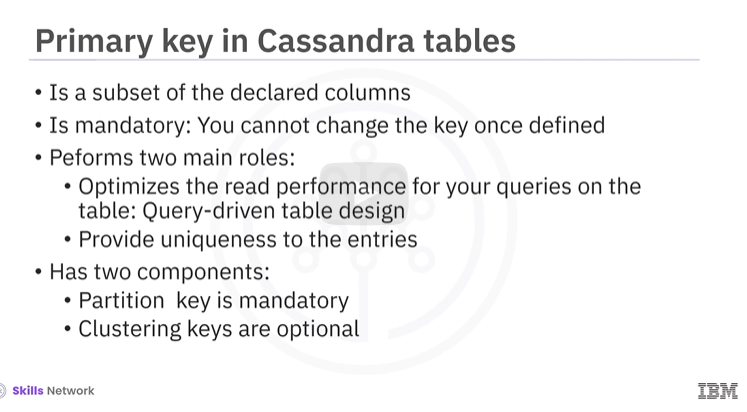 Primary key in Cassandra tables
• Is a subset of the declared columns
• Is mandatory: You cannot change the key once defined
• Peforms two main roles:
• Optimizes the read performance for your queries on the
table: Query-driven table design
• Provide uniqueness to the entries
• Has two components:
• Partition key is mandatory
• Clustering keys are optional
Skills Network
IBM